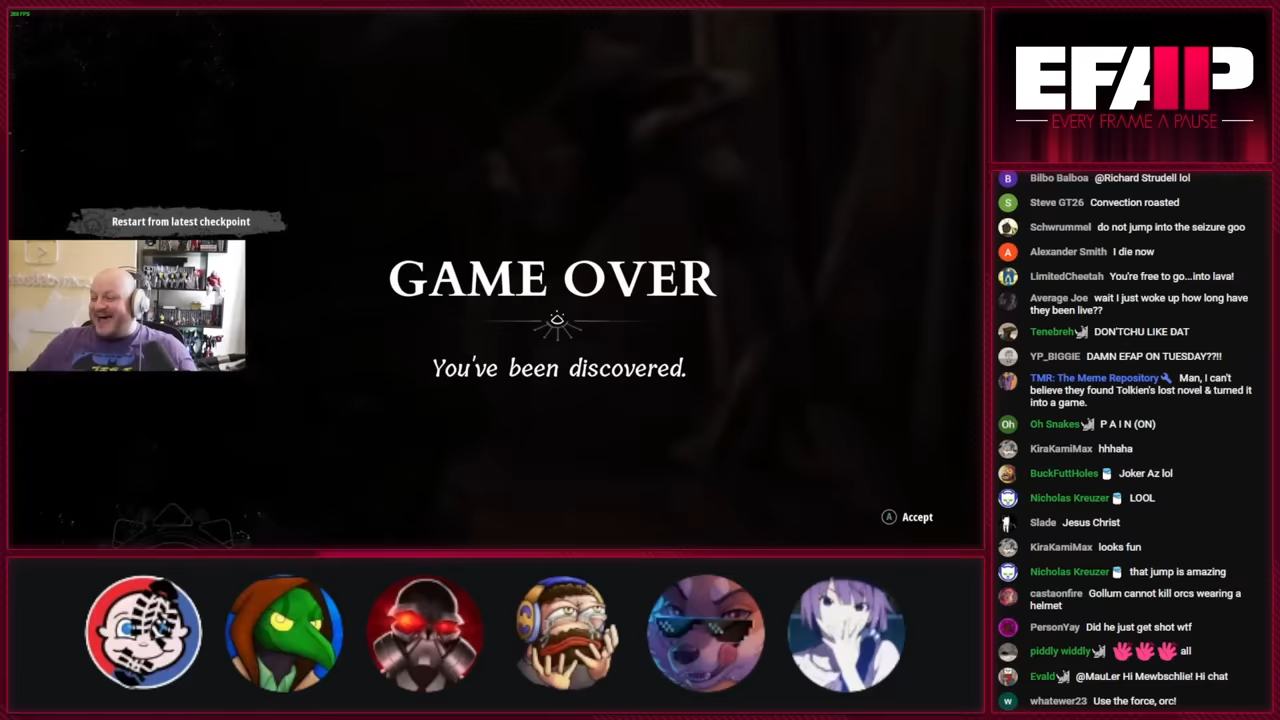 269 FPS
Restart from latest checkpoint
GAME OVER
You've been discovered.
A Accept
EFAP
EVERY FRAME A PAUSE
Bilbo Balboa @Richard Strudell lol
Steve GT26 Convection roasted
Schwrummel do not jump into the seizure goo
Alexander Smith I die now
LimitedCheetah You're free to go...into lava!
Average Joe wait I just woke up how long have
they been live??
Tenebreh DON'TCHU LIKE DAT
YP_BIGGIE DAMN EFAP ON TUESDAY??!!
TMR: The Meme Repository Man, I can't
believe they found Tolkien's lost novel & turned it
into a game.
Oh Snakes P A I N (ON)
KiraKamiMax hhhaha
BuckFuttHoles Joker Az lol
Nicholas Kreuzer LOOL
Slade Jesus Christ
KiraKamiMax looks fun
Nicholas Kreuzer that jump is amazing
castaonfire Gollum cannot kill orcs wearing a
helmet
PersonYay Did he just get shot wtf
piddly widdly all
Evald @MauLer Hi Mewbschlie! Hi chat
whatewer23 Use the force, orc!